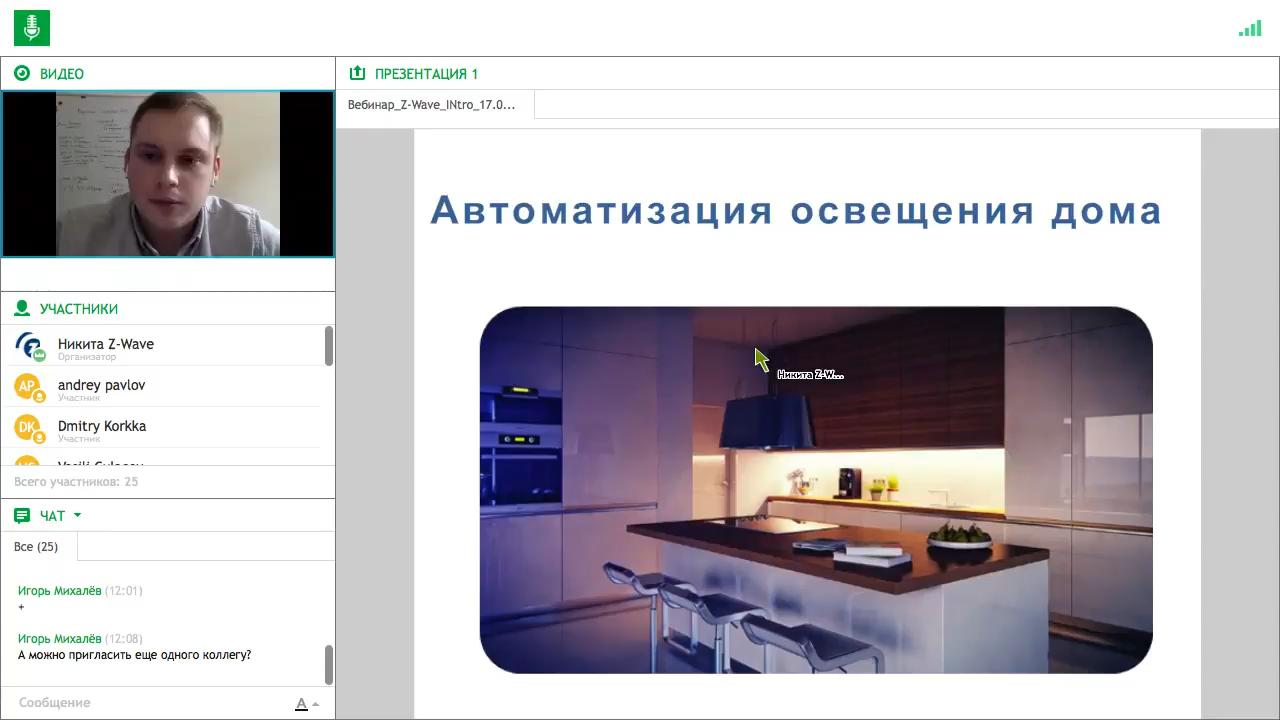 ВИДЕО
ПРЕЗЕНТАЦИЯ 1
Вебинар_Z-Wave_INtro_17.0...
Автоматизация освещения дома
Никита Z-W...
УЧАСТНИКИ
Никита Z-Wave
Организатор
AP
andrey pavlov
Участник
DK
Dmitry Korkka
Участник
Всего участников: 25
ЧАТ
Все (25)
Игорь Михалёв (12:01)
+
Игорь Михалёв (12:08)
А можно пригласить еще одного коллегу?
Сообщение
A